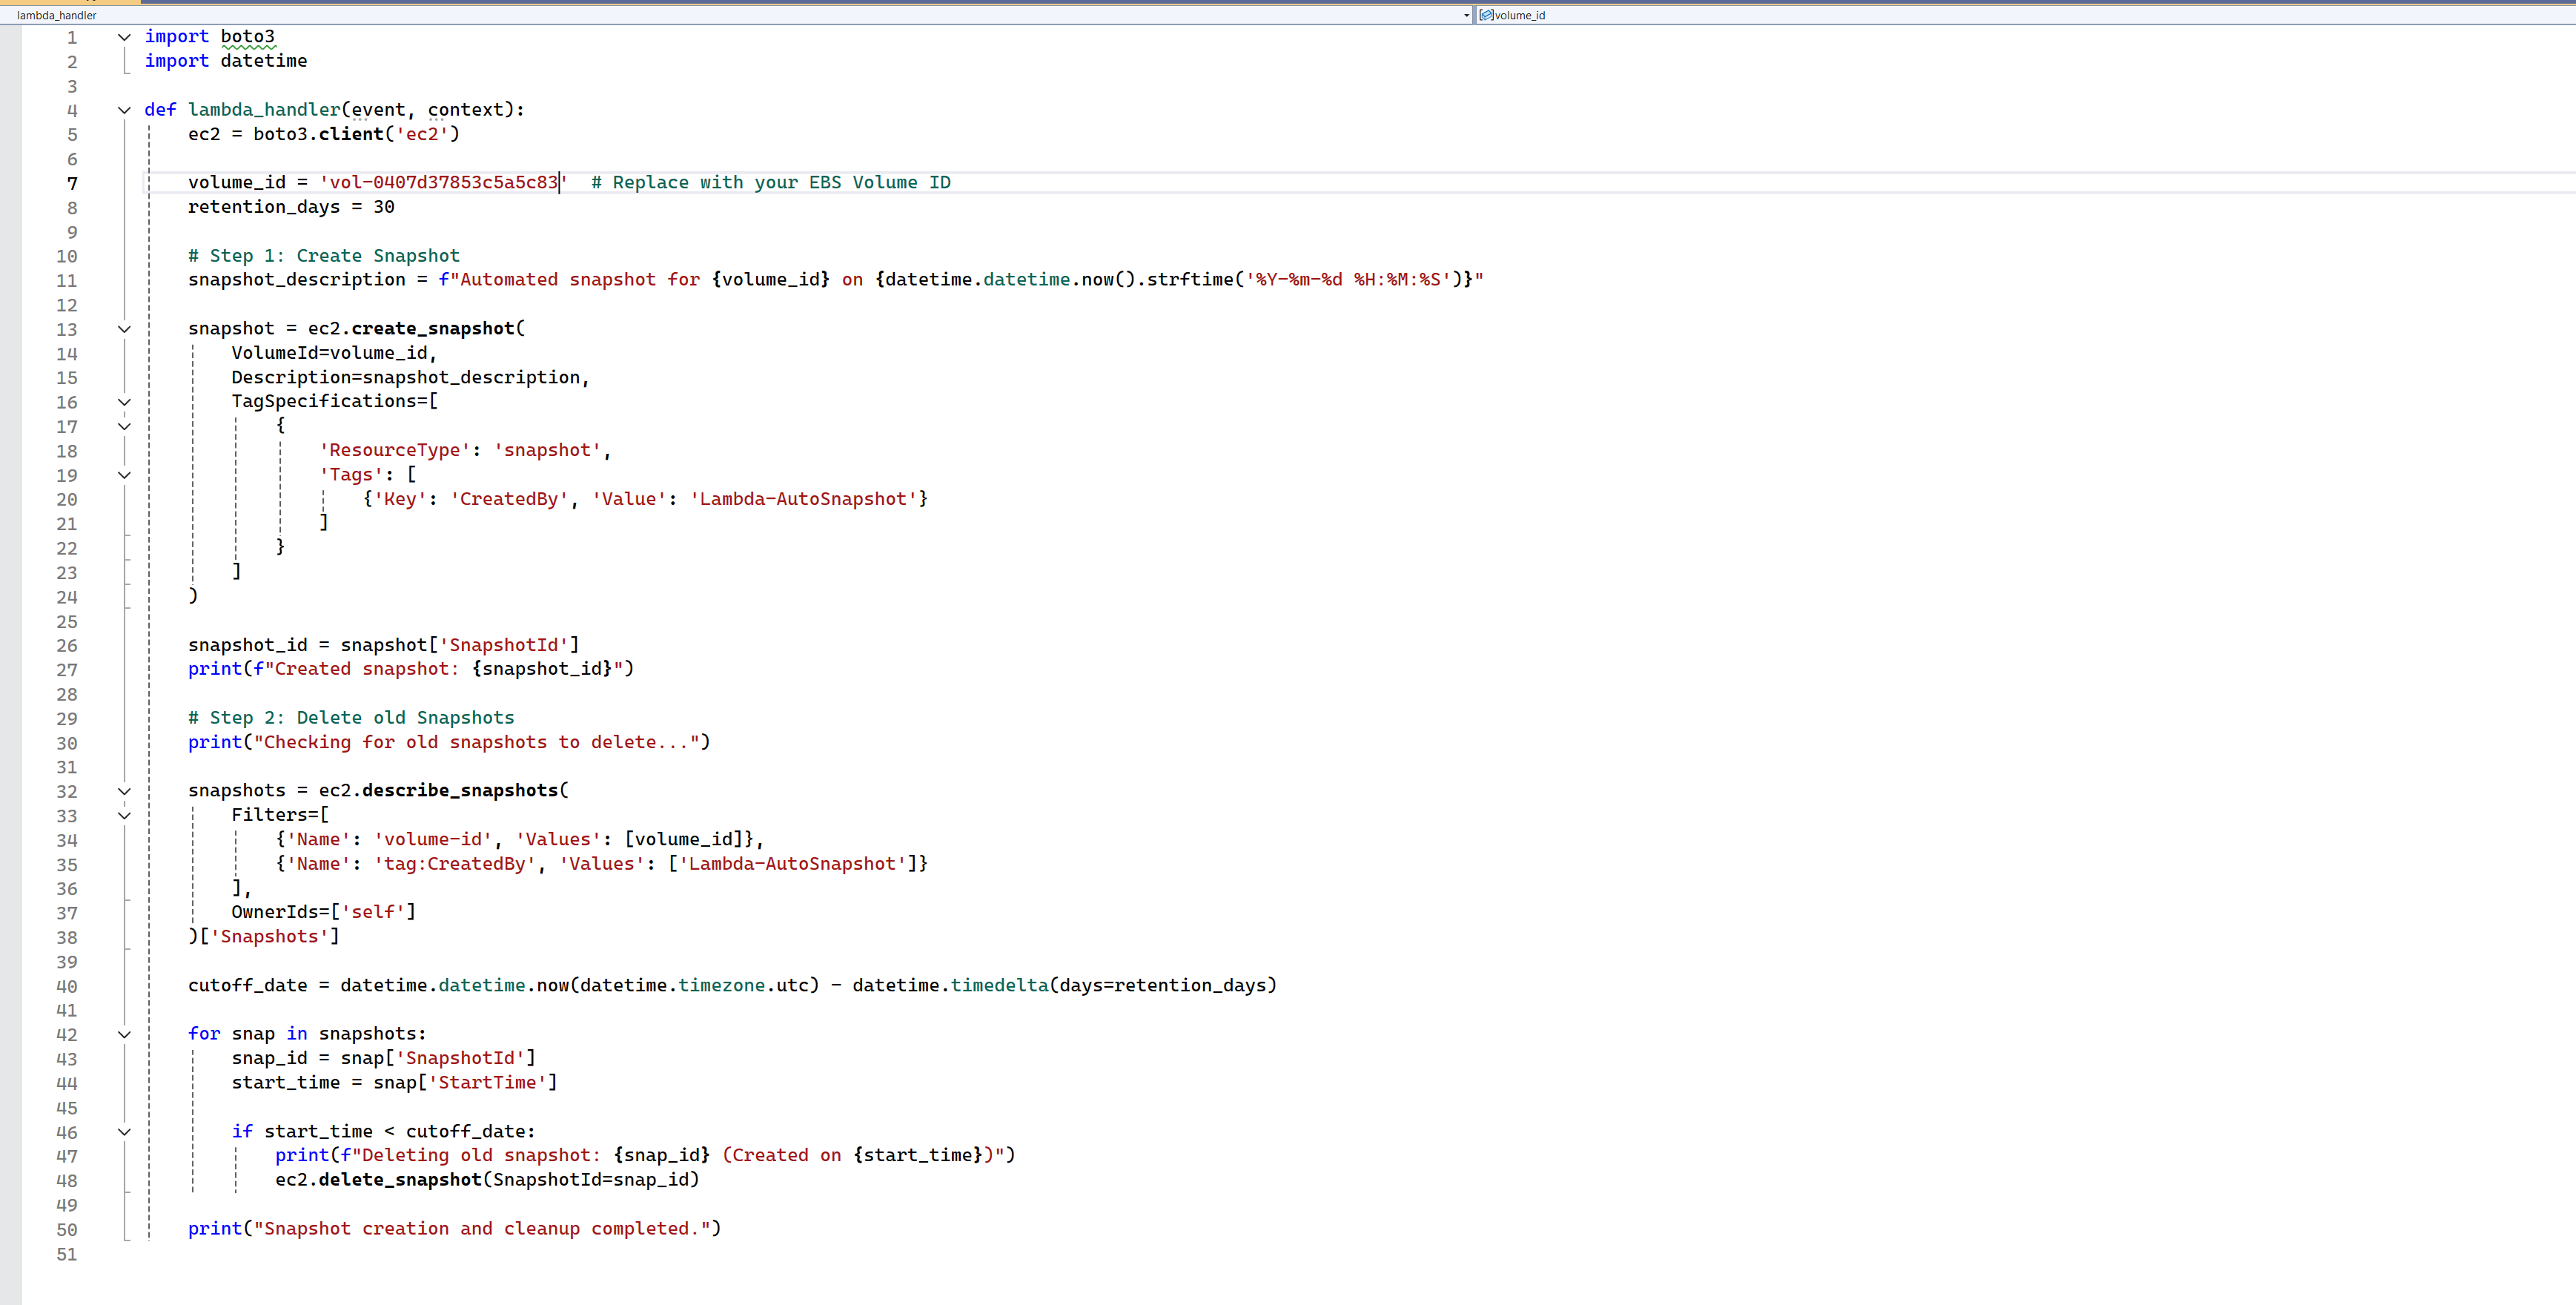 lambda_handler volume_id
1 import boto3
2 import datetime
3
4 def lambda_handler(event, context):
5     ec2 = boto3.client('ec2')
6
7     volume_id = 'vol-0407d37853c5a5c83'  # Replace with your EBS Volume ID
8     retention_days = 30
9
10     # Step 1: Create Snapshot
11     snapshot_description = f"Automated snapshot for {volume_id} on {datetime.datetime.now().strftime('%Y-%m-%d %H:%M:%S')}"
12
13     snapshot = ec2.create_snapshot(
14         VolumeId=volume_id,
15         Description=snapshot_description,
16         TagSpecifications=[
17             {
18                 'ResourceType': 'snapshot',
19                 'Tags': [
20                     {'Key': 'CreatedBy', 'Value': 'Lambda-AutoSnapshot'}
21                 ]
22             }
23         ]
24     )
25
26     snapshot_id = snapshot['SnapshotId']
27     print(f"Created snapshot: {snapshot_id}")
28
29     # Step 2: Delete old Snapshots
30     print("Checking for old snapshots to delete...")
31
32     snapshots = ec2.describe_snapshots(
33         Filters=[
34             {'Name': 'volume-id', 'Values': [volume_id]},
35             {'Name': 'tag:CreatedBy', 'Values': ['Lambda-AutoSnapshot']}
36         ],
37         OwnerIds=['self']
38     )['Snapshots']
39
40     cutoff_date = datetime.datetime.now(datetime.timezone.utc) - datetime.timedelta(days=retention_days)
41
42     for snap in snapshots:
43         snap_id = snap['SnapshotId']
44         start_time = snap['StartTime']
45
46         if start_time < cutoff_date:
47             print(f"Deleting old snapshot: {snap_id} (Created on {start_time})")
48             ec2.delete_snapshot(SnapshotId=snap_id)
49
50     print("Snapshot creation and cleanup completed.")
51